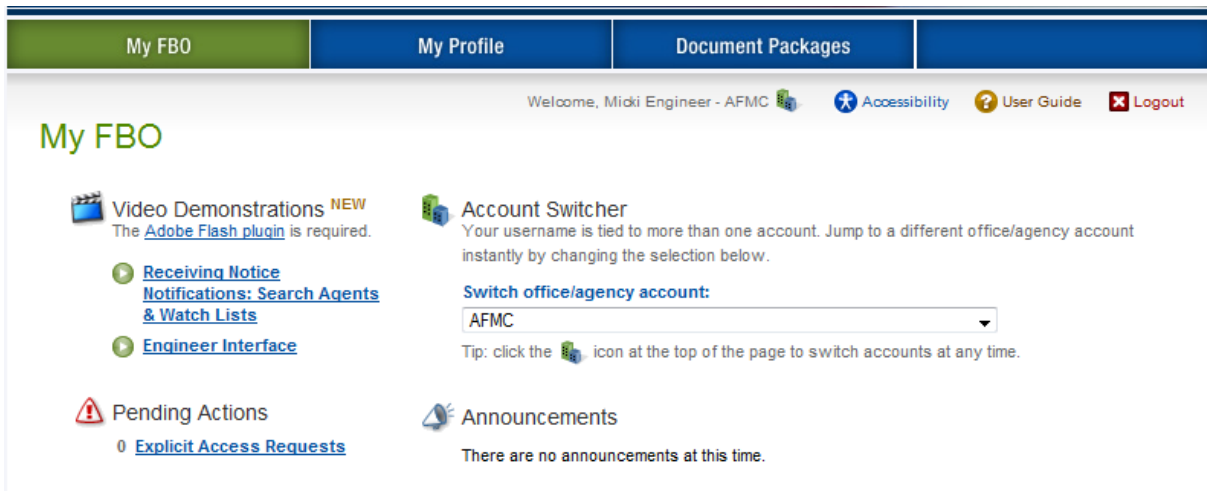 My FBO
My Profile
Document Packages
Welcome, Micki Engineer - AFMC
Accessibility
User Guide
Logout
My FBO
Video Demonstrations NEW
The Adobe Flash plugin is required.
Receiving Notice
Notifications: Search Agents
& Watch Lists
Engineer Interface
Account Switcher
Your username is tied to more than one account. Jump to a different office/agency account
instantly by changing the selection below.
Switch office/agency account:
AFMC
Tip: click the icon at the top of the page to switch accounts at any time.
Pending Actions
0 Explicit Access Requests
Announcements
There are no announcements at this time.